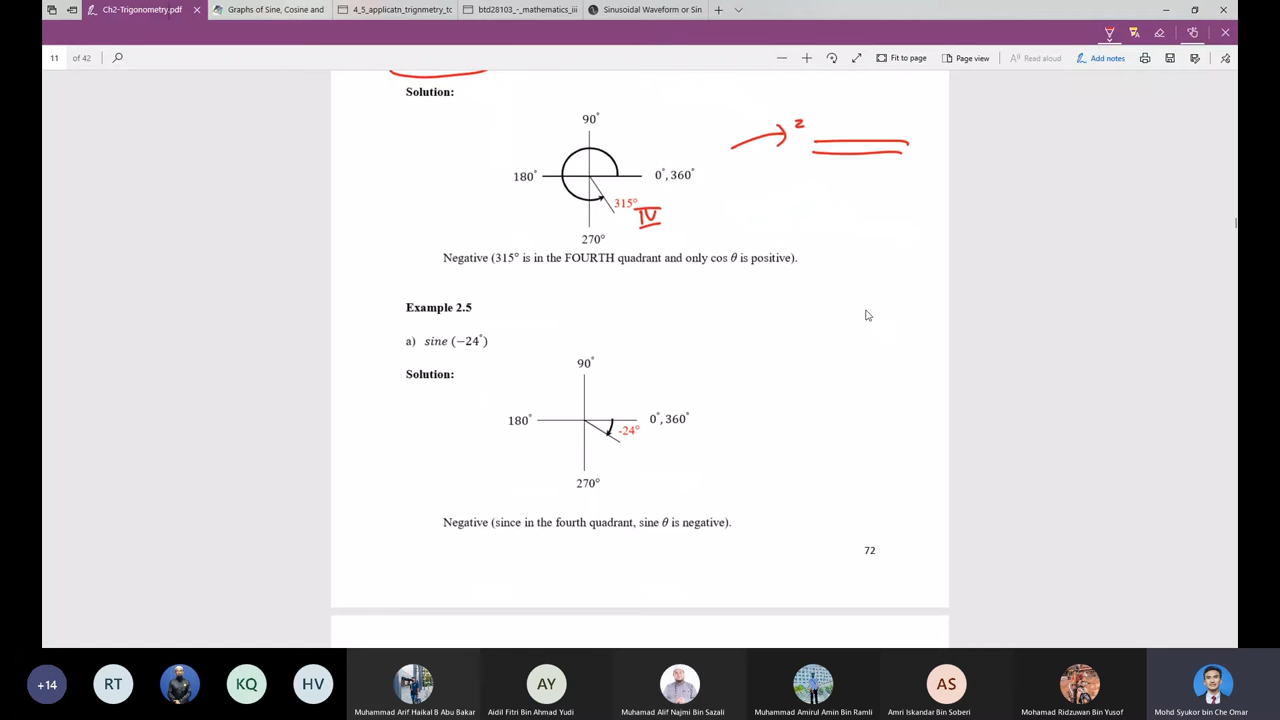 Ch2-Trigonometry.pdf
Graphs of Sine, Cosine and
4_5_applicatn_trignmetry_tc
btd28103_-_mathematics_iii
Sinusoidal Waveform or Sin
11 of 42
Fit to page
Page view
Read aloud
Add notes
Solution:
90°
180°
0°, 360°
315°
IV
270°
Negative (315° is in the FOURTH quadrant and only cos θ is positive).
Example 2.5
a) sine (−24°)
Solution:
90°
180°
0°, 360°
-24°
270°
Negative (since in the fourth quadrant, sine θ is negative).
72
+14
RT
KQ
HV
AY
AS
Muhammad Arif Haikal B Abu Bakar
Aidil Fitri Bin Ahmad Yudi
Muhamad Alif Najmi Bin Sazali
Muhammad Amirul Amin Bin Ramli
Amri Iskandar Bin Soberi
Mohamad Ridzuwan Bin Yusof
Mohd Syukor bin Che Omar